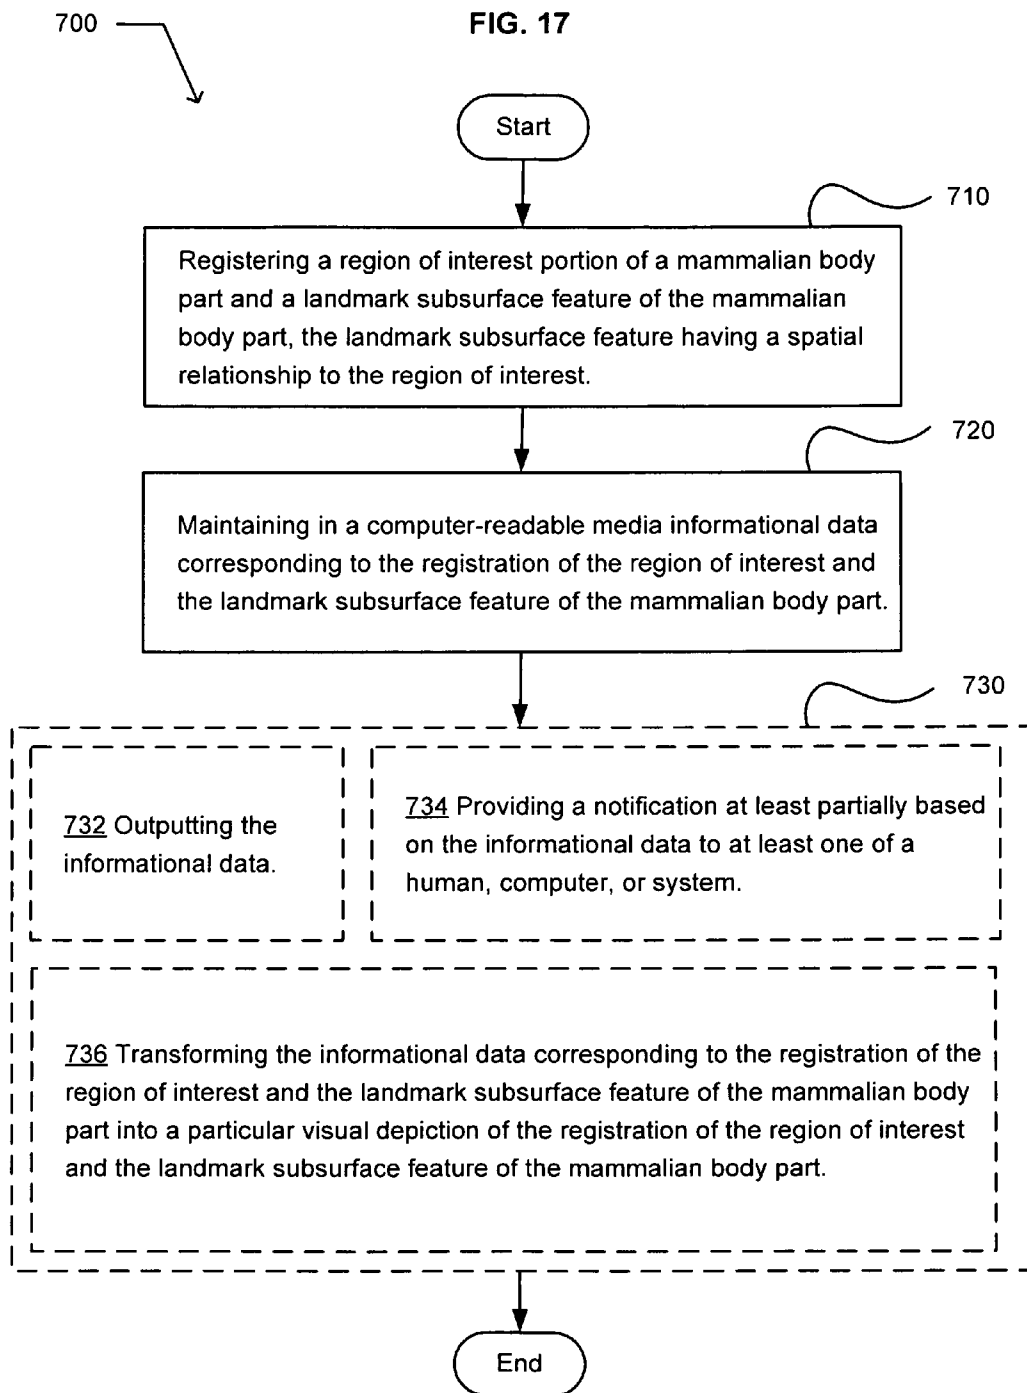 700
FIG. 17
Start
710
Registering a region of interest portion of a mammalian body
part and a landmark subsurface feature of the mammalian
body part, the landmark subsurface feature having a spatial
relationship to the region of interest.
720
Maintaining in a computer-readable media informational data
corresponding to the registration of the region of interest and
the landmark subsurface feature of the mammalian body part.
730
732 Outputting the
informational data.
734 Providing a notification at least partially based
on the informational data to at least one of a
human, computer, or system.
736 Transforming the informational data corresponding to the registration of the
region of interest and the landmark subsurface feature of the mammalian body
part into a particular visual depiction of the registration of the region of interest
and the landmark subsurface feature of the mammalian body part.
End